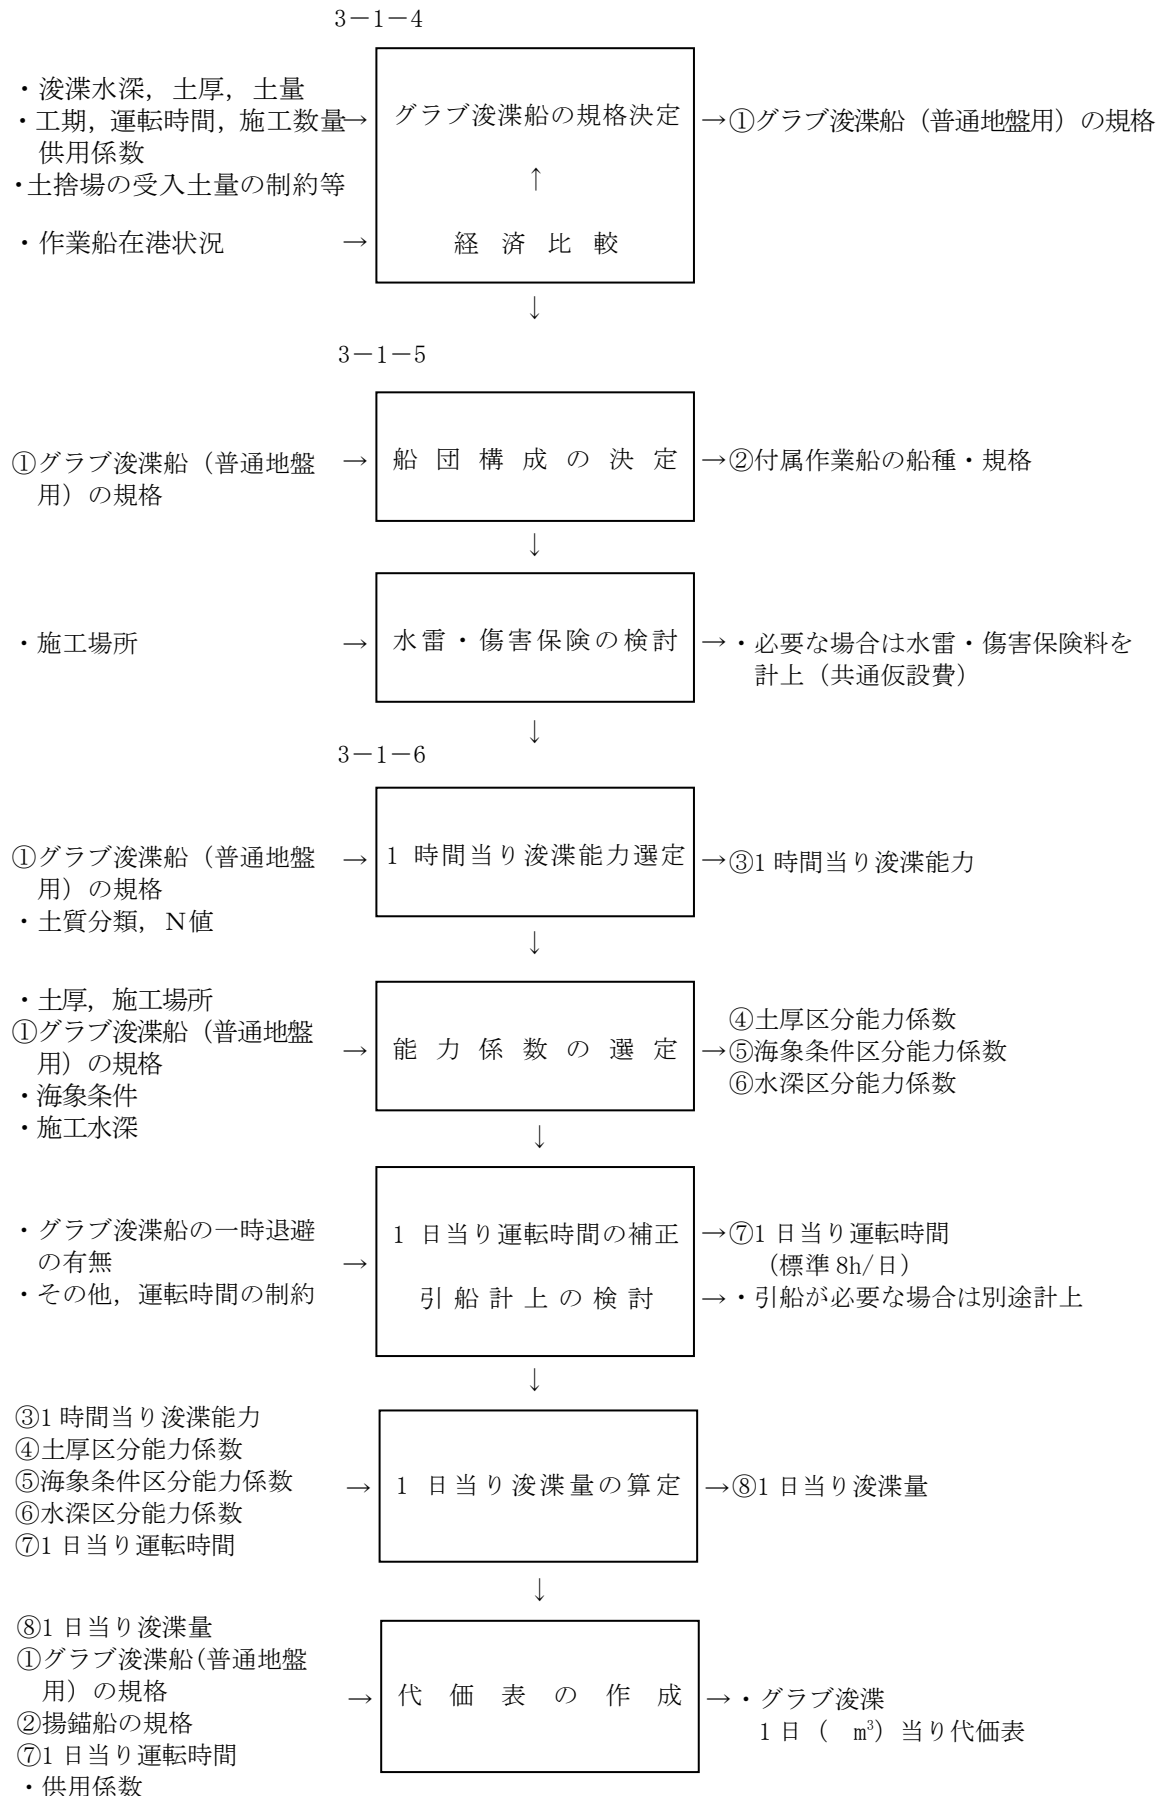 3－1－4
・浚渫水深，土厚，土量
・工期，運転時間，施工数量
供用係数
・土捨場の受入土量の制約等
・作業船在港状況
→
→
グラブ浚渫船の規格決定
↑
経済比較
→①グラブ浚渫船（普通地盤用）の規格
↓
3－1－5
①グラブ浚渫船（普通地盤
用）の規格
→
船団構成の決定
→②付属作業船の船種・規格
↓
・施工場所
→
水雷・傷害保険の検討
→・必要な場合は水雷・傷害保険料を
計上（共通仮設費）
↓
3－1－6
①グラブ浚渫船（普通地盤
用）の規格
・土質分類，Ｎ値
→
1 時間当り浚渫能力選定
→③1 時間当り浚渫能力
↓
・土厚，施工場所
①グラブ浚渫船（普通地盤
用）の規格
・海象条件
・施工水深
→
能力係数の選定
④土厚区分能力係数
→⑤海象条件区分能力係数
⑥水深区分能力係数
↓
・グラブ浚渫船の一時退避
の有無
・その他，運転時間の制約
→
1 日当り運転時間の補正
引船計上の検討
→⑦1 日当り運転時間
（標準 8h/日）
→・引船が必要な場合は別途計上
↓
③1 時間当り浚渫能力
④土厚区分能力係数
⑤海象条件区分能力係数
⑥水深区分能力係数
⑦1 日当り運転時間
→
1 日当り浚渫量の算定
→⑧1 日当り浚渫量
↓
⑧1 日当り浚渫量
①グラブ浚渫船(普通地盤
用）の規格
②揚錨船の規格
⑦1 日当り運転時間
・供用係数
→
代価表の作成
→・グラブ浚渫
1 日（　m³）当り代価表